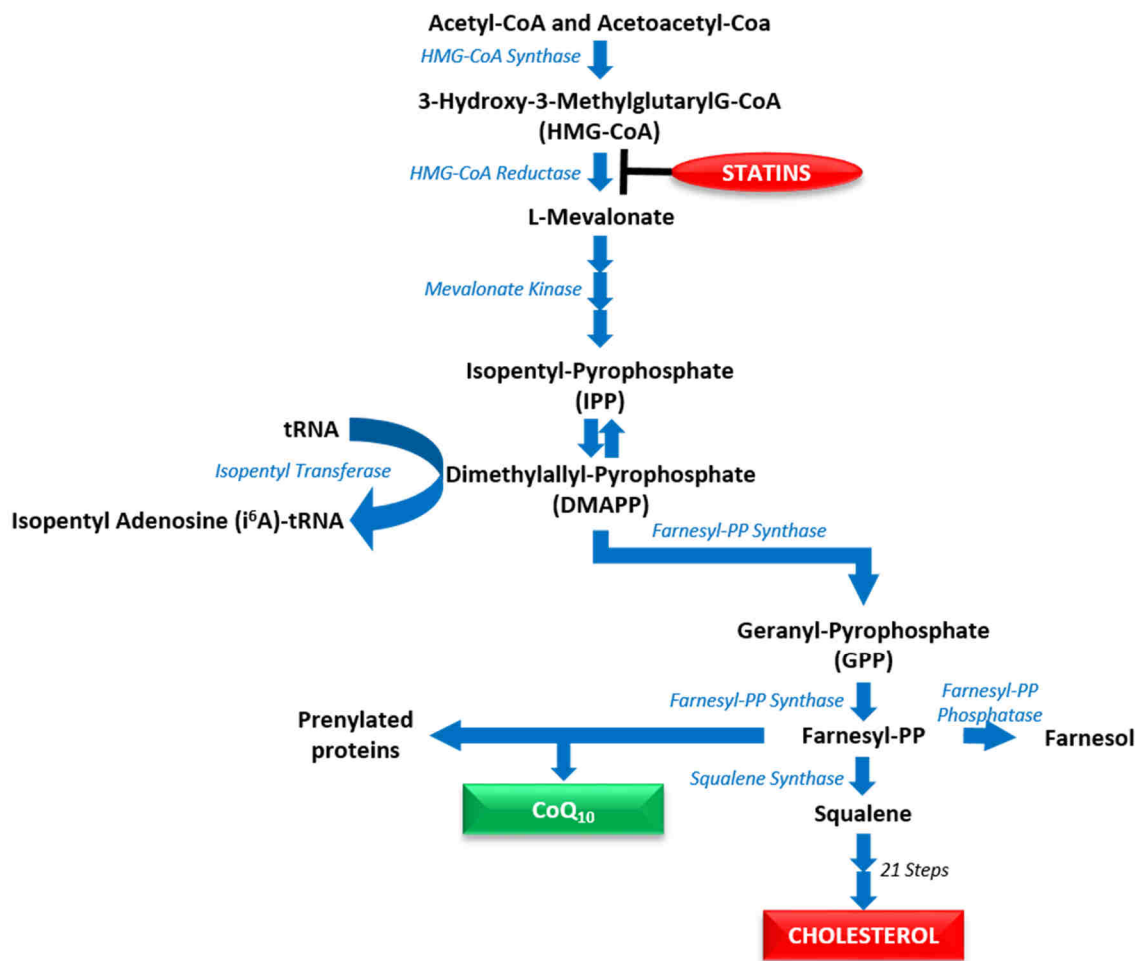 Acetyl-CoA and Acetoacetyl-Coa
HMG-CoA Synthase
3-Hydroxy-3-MethylglutarylG-CoA
(HMG-CoA)
HMG-CoA Reductase
STATINS
L-Mevalonate
Mevalonate Kinase
Isopentyl-Pyrophosphate
(IPP)
tRNA
Isopentyl Transferase
Dimethylallyl-Pyrophosphate
(DMAPP)
Isopentyl Adenosine (i⁶A)-tRNA
Farnesyl-PP Synthase
Geranyl-Pyrophosphate
(GPP)
Farnesyl-PP Synthase
Farnesyl-PP
Phosphatase
Prenylated
proteins
Farnesyl-PP
Farnesol
Squalene Synthase
CoQ₁₀
Squalene
21 Steps
CHOLESTEROL